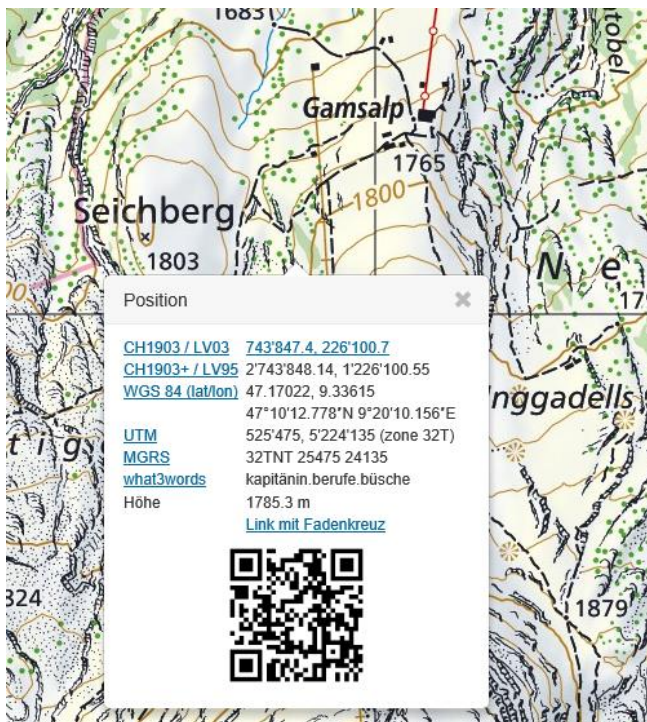 1683
tobel
Gamsalp
i
1765
1800
Seichberg
1803
N e
00
17
Position
CH1903 / LV03 743'847.4, 226'100.7
CH1903+ / LV95 2'743'848.14, 1'226'100.55
WGS 84 (lat/lon) 47.17022, 9.33615
47°10'12.778"N 9°20'10.156"E
nggadells
UTM 525'475, 5'224'135 (zone 32T)
t i g
MGRS 32TNT 25475 24135
what3words kapitänin.berufe.büsche
Höhe 1785.3 m
Link mit Fadenkreuz
324
1879